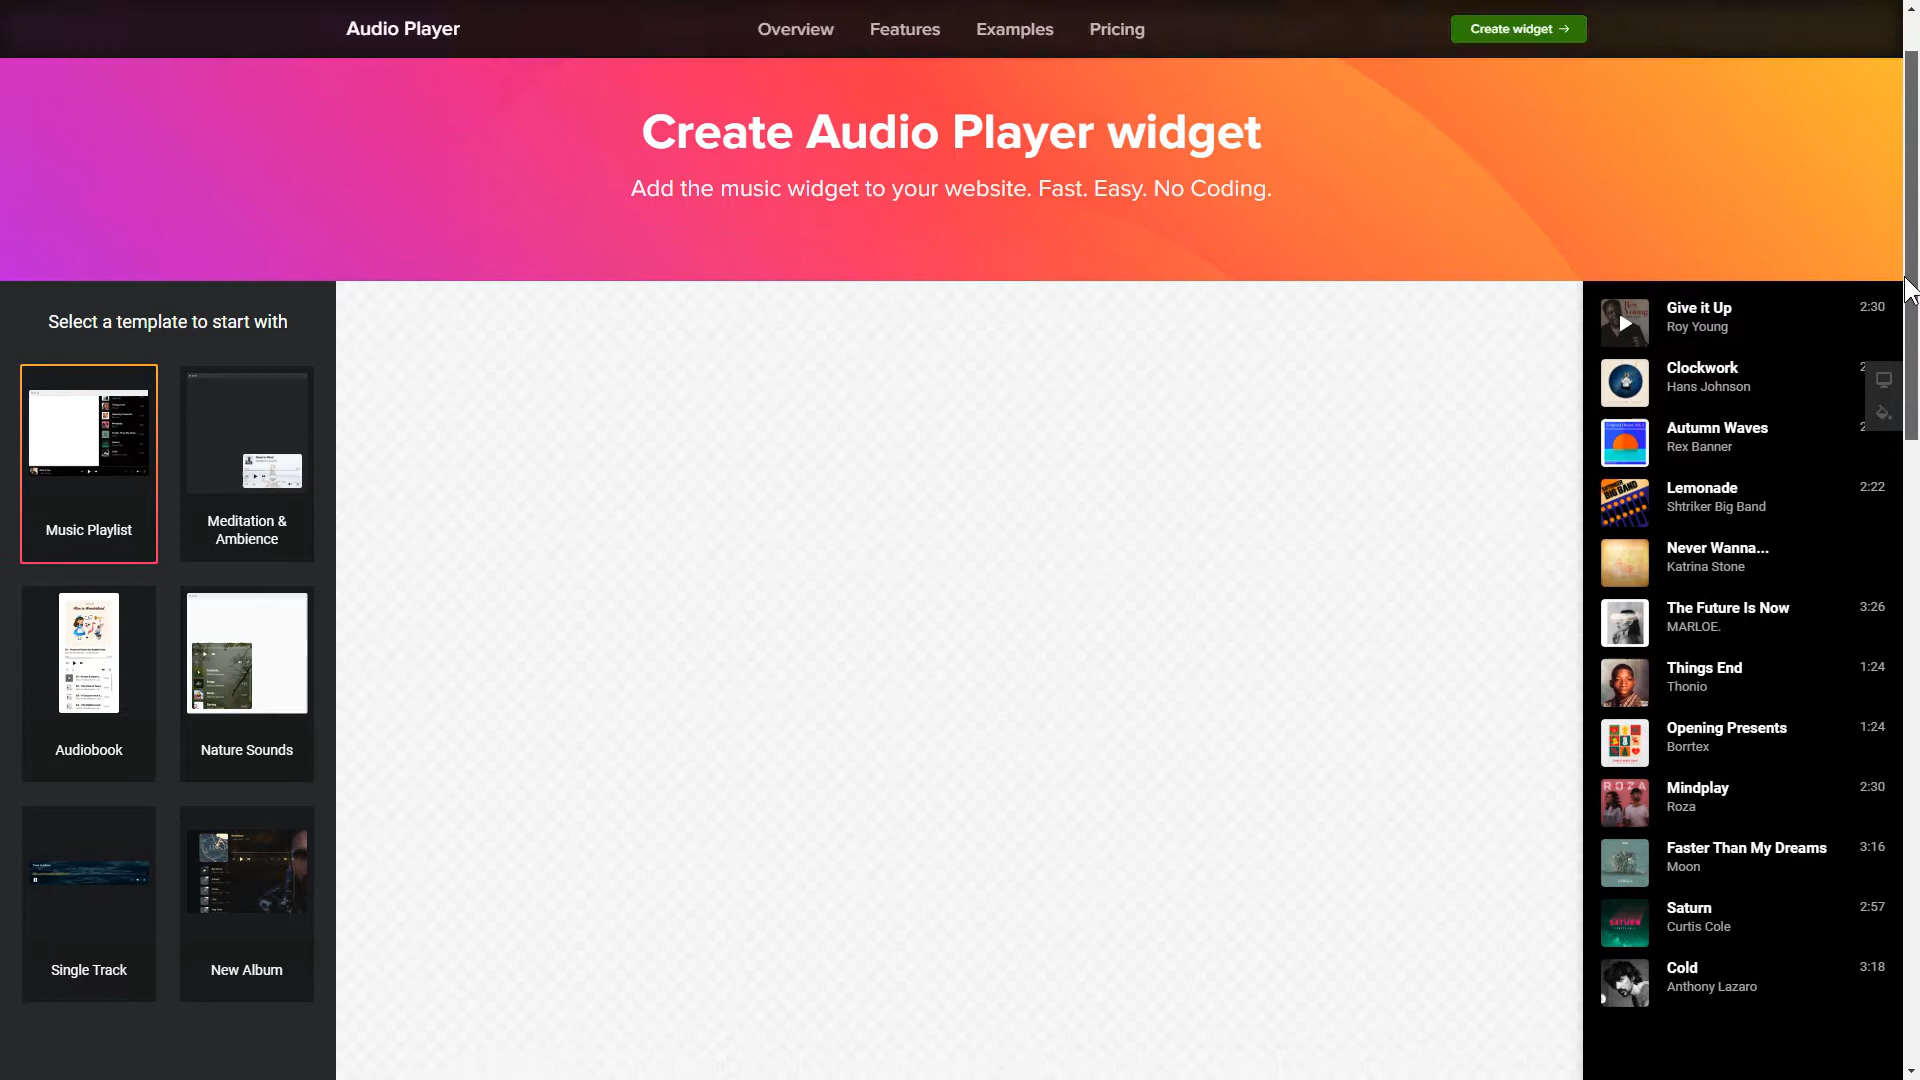 Audio Player
Overview
Features
Examples
Pricing
Create widget →
Create Audio Player widget
Add the music widget to your website. Fast. Easy. No Coding.
Select a template to start with
Music Playlist
Meditation &
Ambience
Audiobook
Nature Sounds
Single Track
New Album
Give it Up 2:30
Roy Young
Clockwork
Hans Johnson
Autumn Waves
Rex Banner
Lemonade 2:22
Shtriker Big Band
Never Wanna...
Katrina Stone
The Future Is Now 3:26
MARLOE.
Things End 1:24
Thonio
Opening Presents 1:24
Borrtex
Mindplay 2:30
Roza
Faster Than My Dreams 3:16
Moon
Saturn 2:57
Curtis Cole
Cold 3:18
Anthony Lazaro